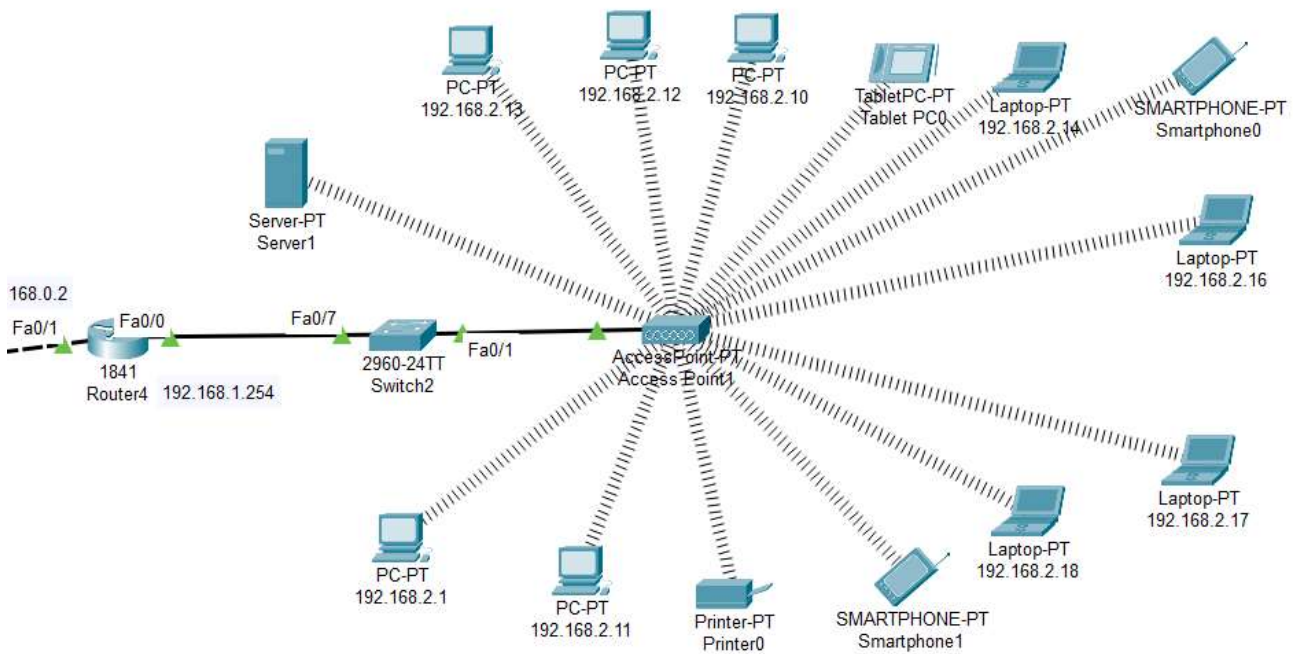 PC-PT
192.168.2.13
PC-PT
192.168.2.12
PC-PT
192.168.2.10
TabletPC-PT
Tablet PC0
Laptop-PT
192.168.2.14
SMARTPHONE-PT
Smartphone0
Server-PT
Server1
Laptop-PT
192.168.2.16
168.0.2
Fa0/1
Fa0/0
1841
Router4
192.168.1.254
Fa0/7
2960-24TT
Switch2
Fa0/1
AccessPoint-PT
Access Point1
PC-PT
192.168.2.1
PC-PT
192.168.2.11
Printer-PT
Printer0
SMARTPHONE-PT
Smartphone1
Laptop-PT
192.168.2.18
Laptop-PT
192.168.2.17